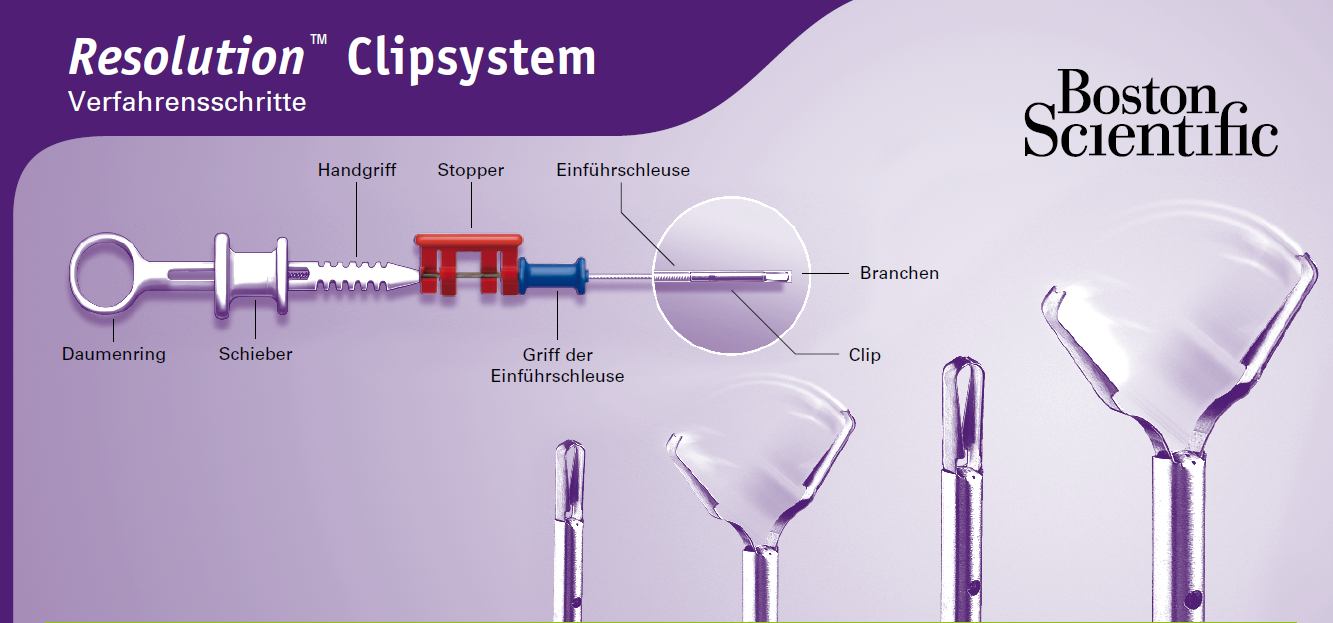 Resolution™ Clipsystem
Verfahrensschritte
Boston
Scientific
Handgriff
Stopper
Einführschleuse
Branchen
Daumenring
Schieber
Griff der
Einführschleuse
Clip